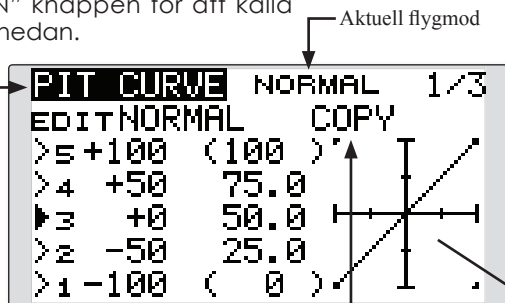 N" knappen för att kalla
nedan.
Aktuell flygmod
PIT CURVE NORMAL 1/3
EDIT NORMAL COPY
>5 +100 (100 )
>4 +50 75.0
▶3 +0 50.0
>2 -50 25.0
>1 -100 ( 0 )